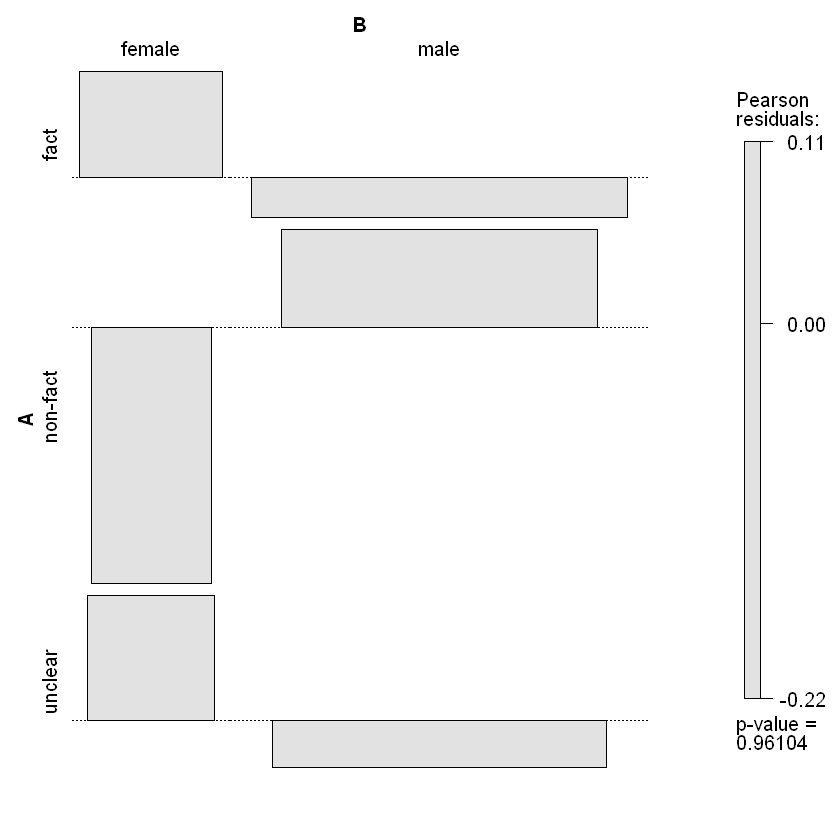 B
female
male
fact
non-fact
unclear
A
Pearson
residuals:
0.11
0.00
-0.22
p-value =
0.96104